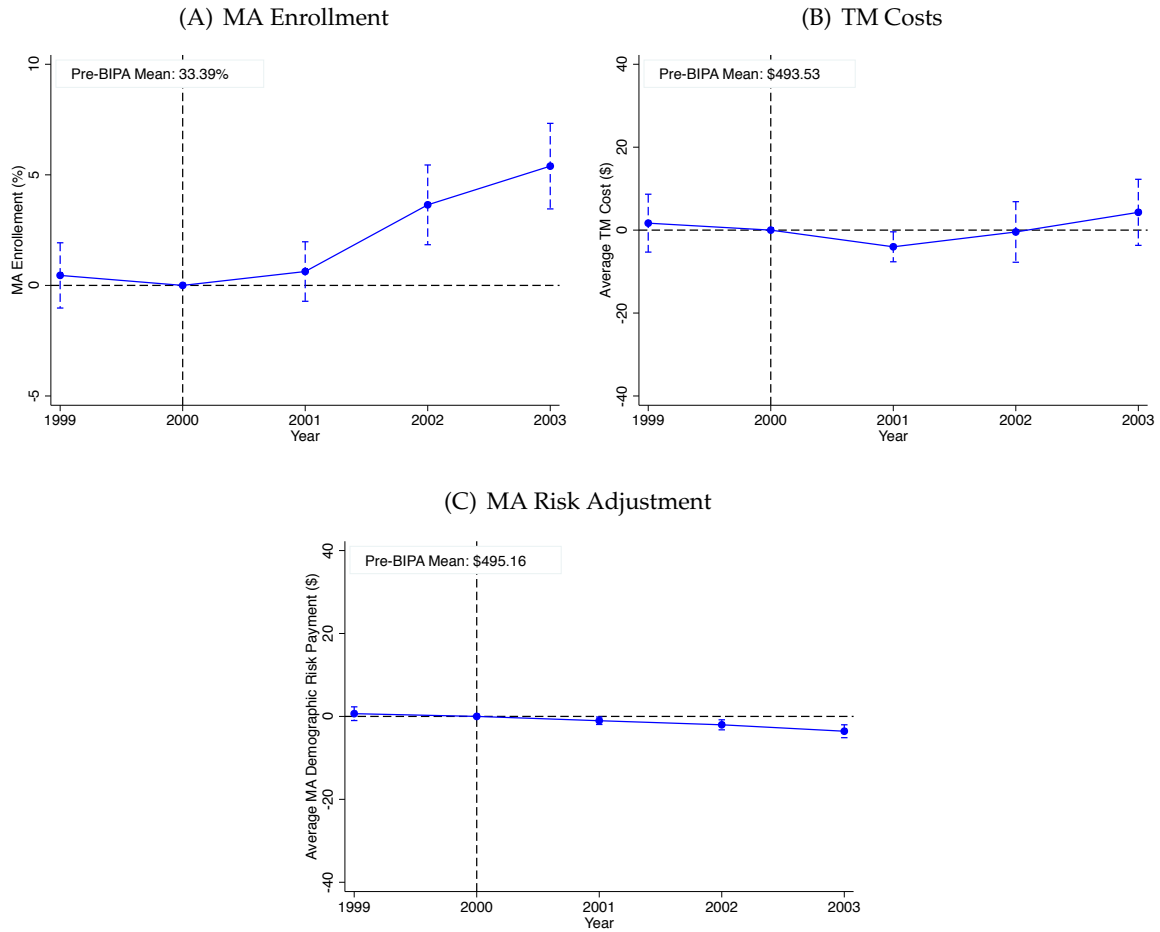 (A) MA Enrollment
Pre-BIPA Mean: 33.39%
MA Enrollement (%)
10
5
0
-5
1999 2000 2001 2002 2003
Year
(B) TM Costs
Pre-BIPA Mean: $493.53
Average TM Cost ($)
40
20
0
-20
-40
1999 2000 2001 2002 2003
Year
(C) MA Risk Adjustment
Pre-BIPA Mean: $495.16
Average MA Demographic Risk Payment ($)
40
20
0
-20
-40
1999 2000 2001 2002 2003
Year